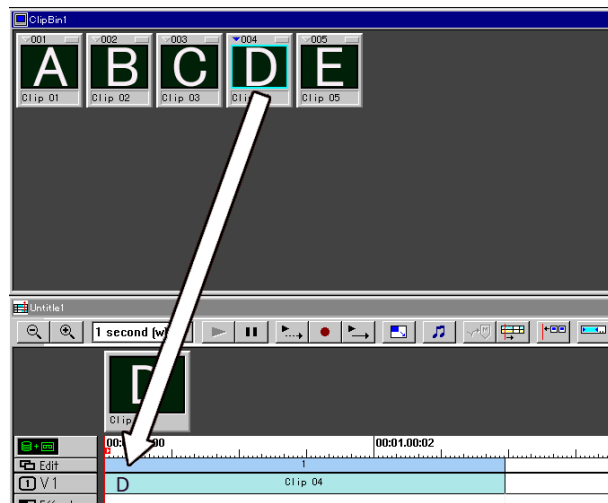 ClipBin1
001 002 003 004 005
A B C D E
Clip 01 Clip 02 Clip 03 Clip 05
Untitle1
1 second
D
00:01.00:02
Edit 1
1 V1 D Clip 04